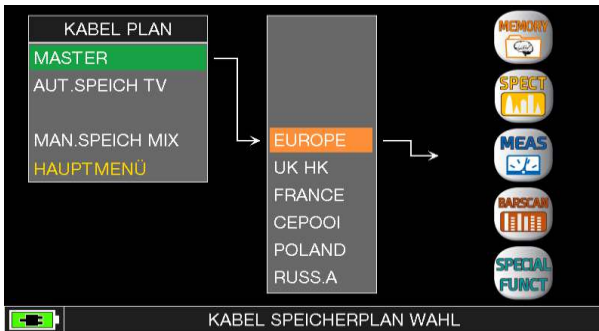 KABEL PLAN
MASTER
AUT.SPEICH TV
MAN.SPEICH MIX
HAUPTMENÜ
EUROPE
UK HK
FRANCE
CEPOOI
POLAND
RUSS.A
MEMORY
SPECT
MEAS
BARSCAN
SPECIAL
FUNCT
KABEL SPEICHERPLAN WAHL